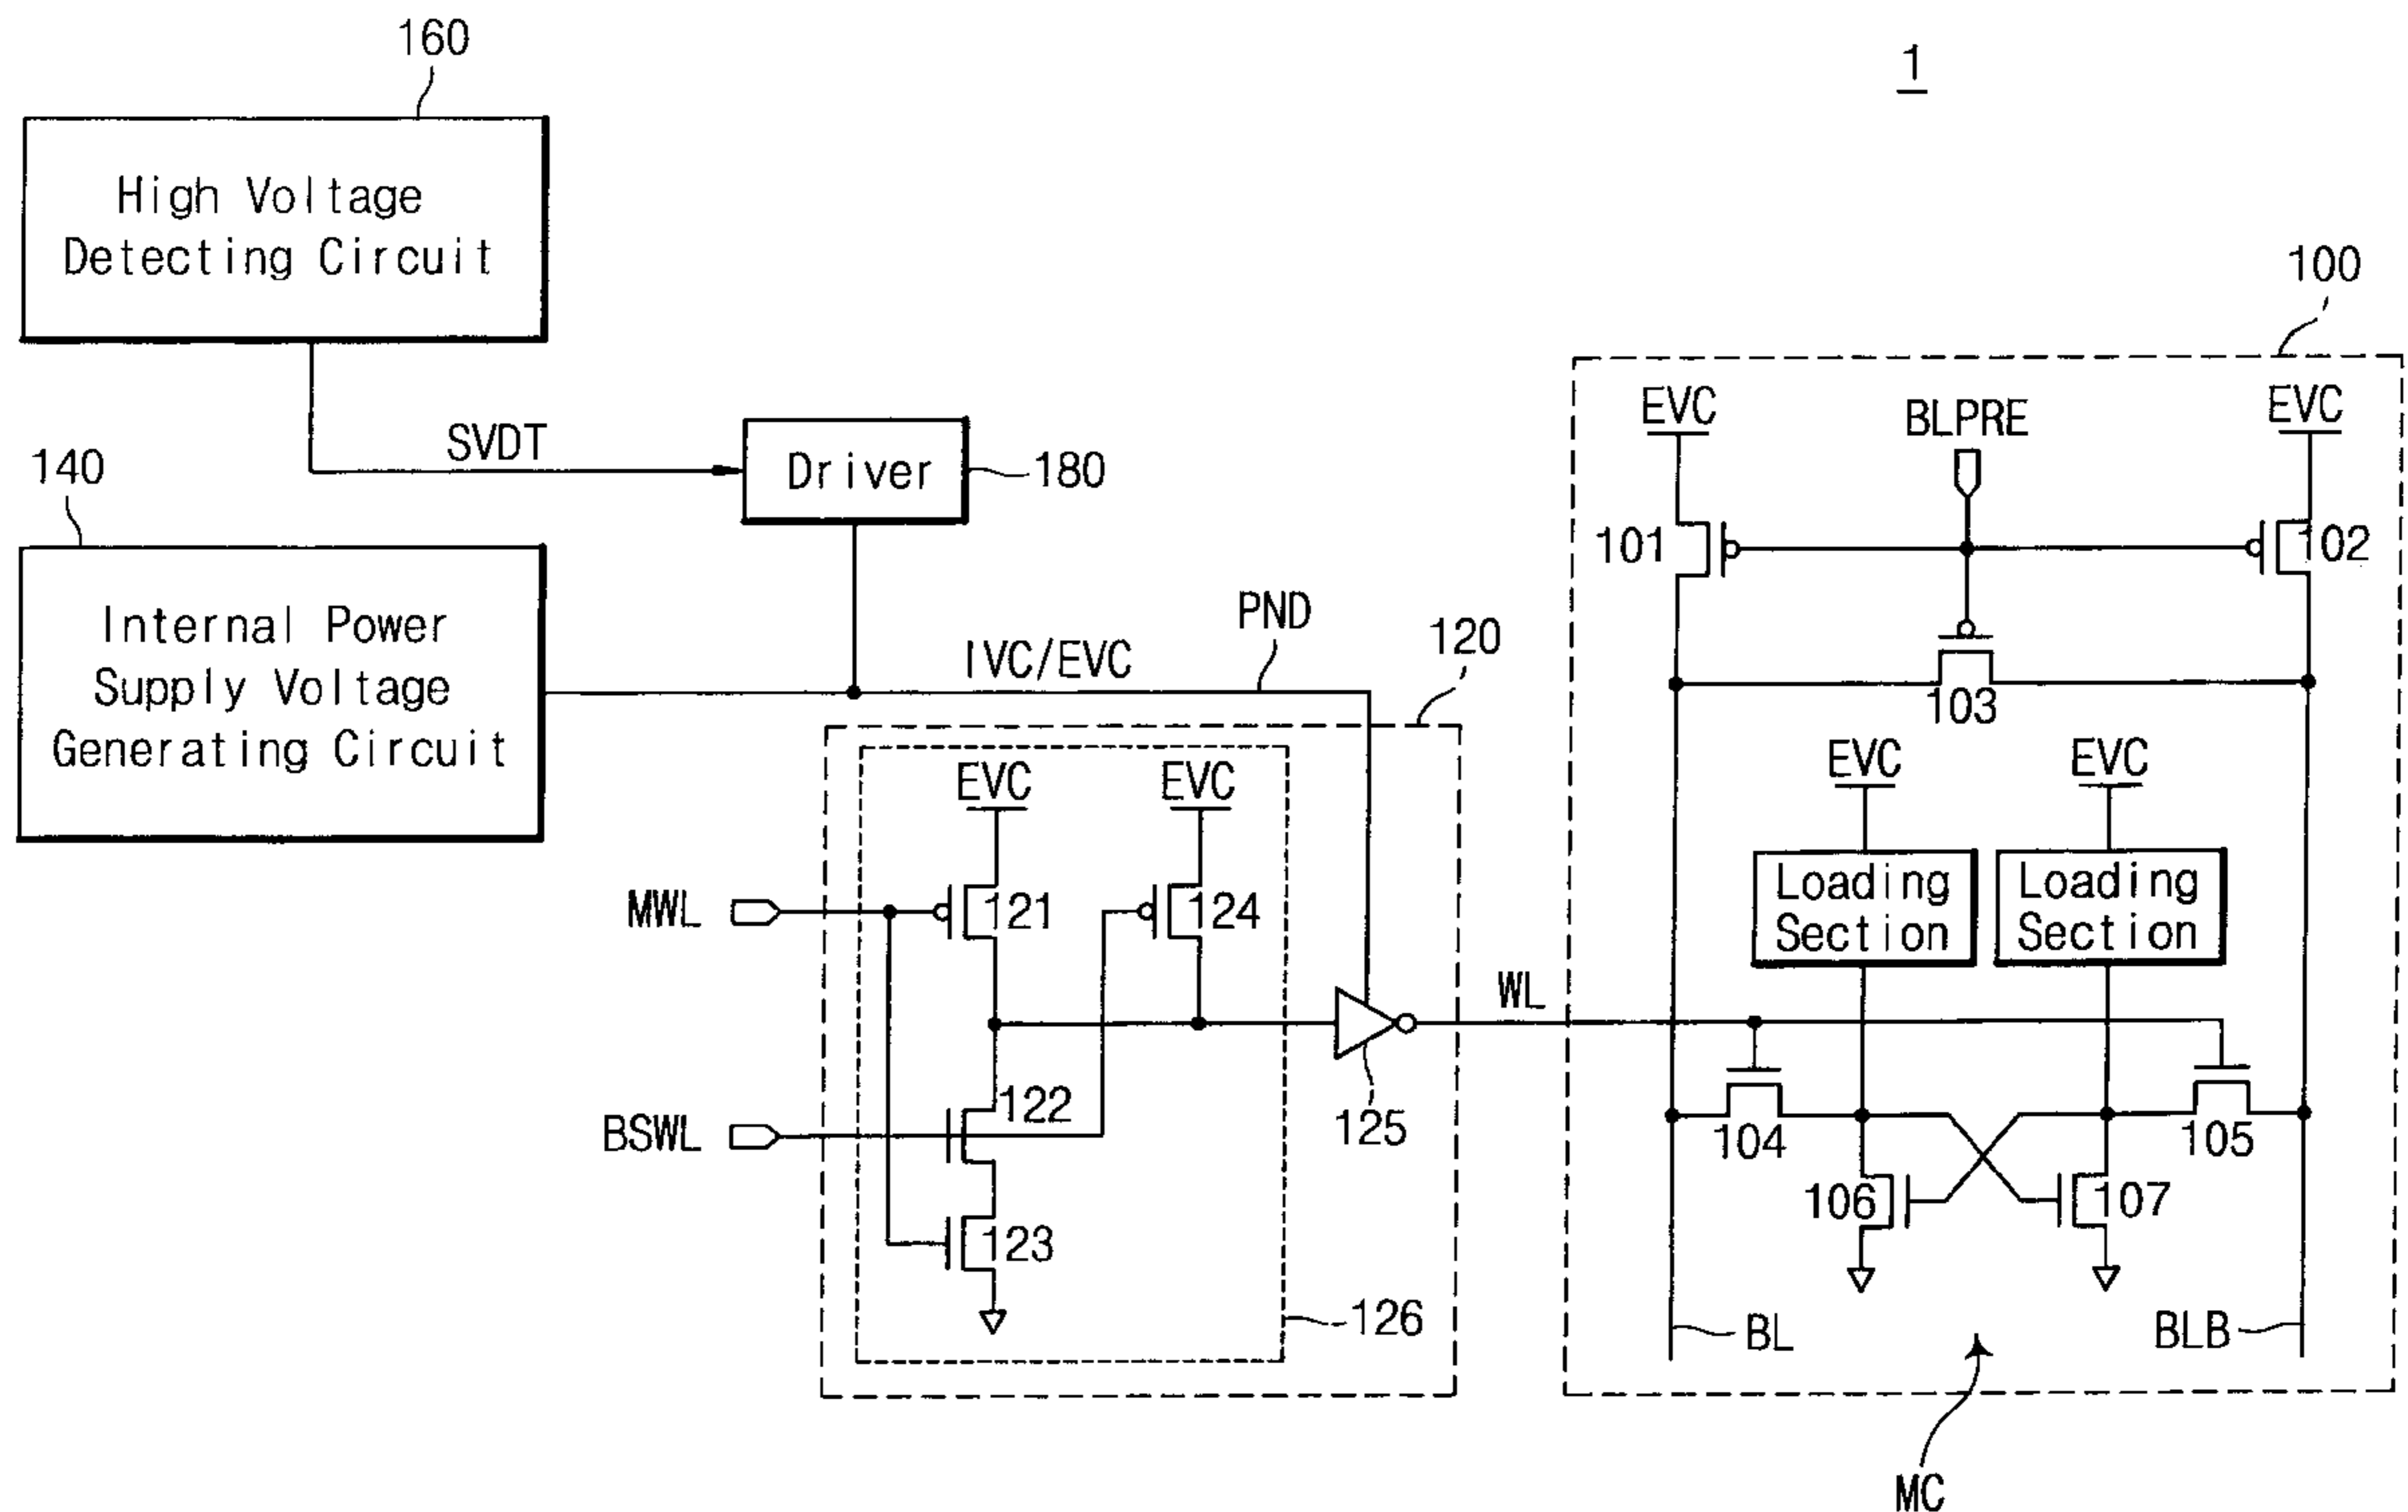 160
1
High Voltage
Detecting Circuit
100
EVC
BLPRE
EVC
SVDT
140
Driver
180
101
102
Internal Power
Supply Voltage
Generating Circuit
PND
IVC/EVC
120
103
EVC
EVC
EVC
EVC
Loading
Section
Loading
Section
MWL
121
124
WL
122
BSWL
125
104
105
106
107
123
126
BL
BLB
MC